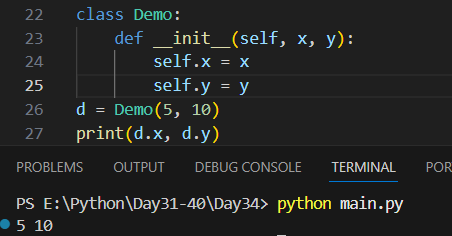 22 class Demo:
23     def __init__(self, x, y):
24         self.x = x
25         self.y = y
26 d = Demo(5, 10)
27 print(d.x, d.y)
PROBLEMS OUTPUT DEBUG CONSOLE TERMINAL POR
PS E:\Python\Day31-40\Day34> python main.py
5 10